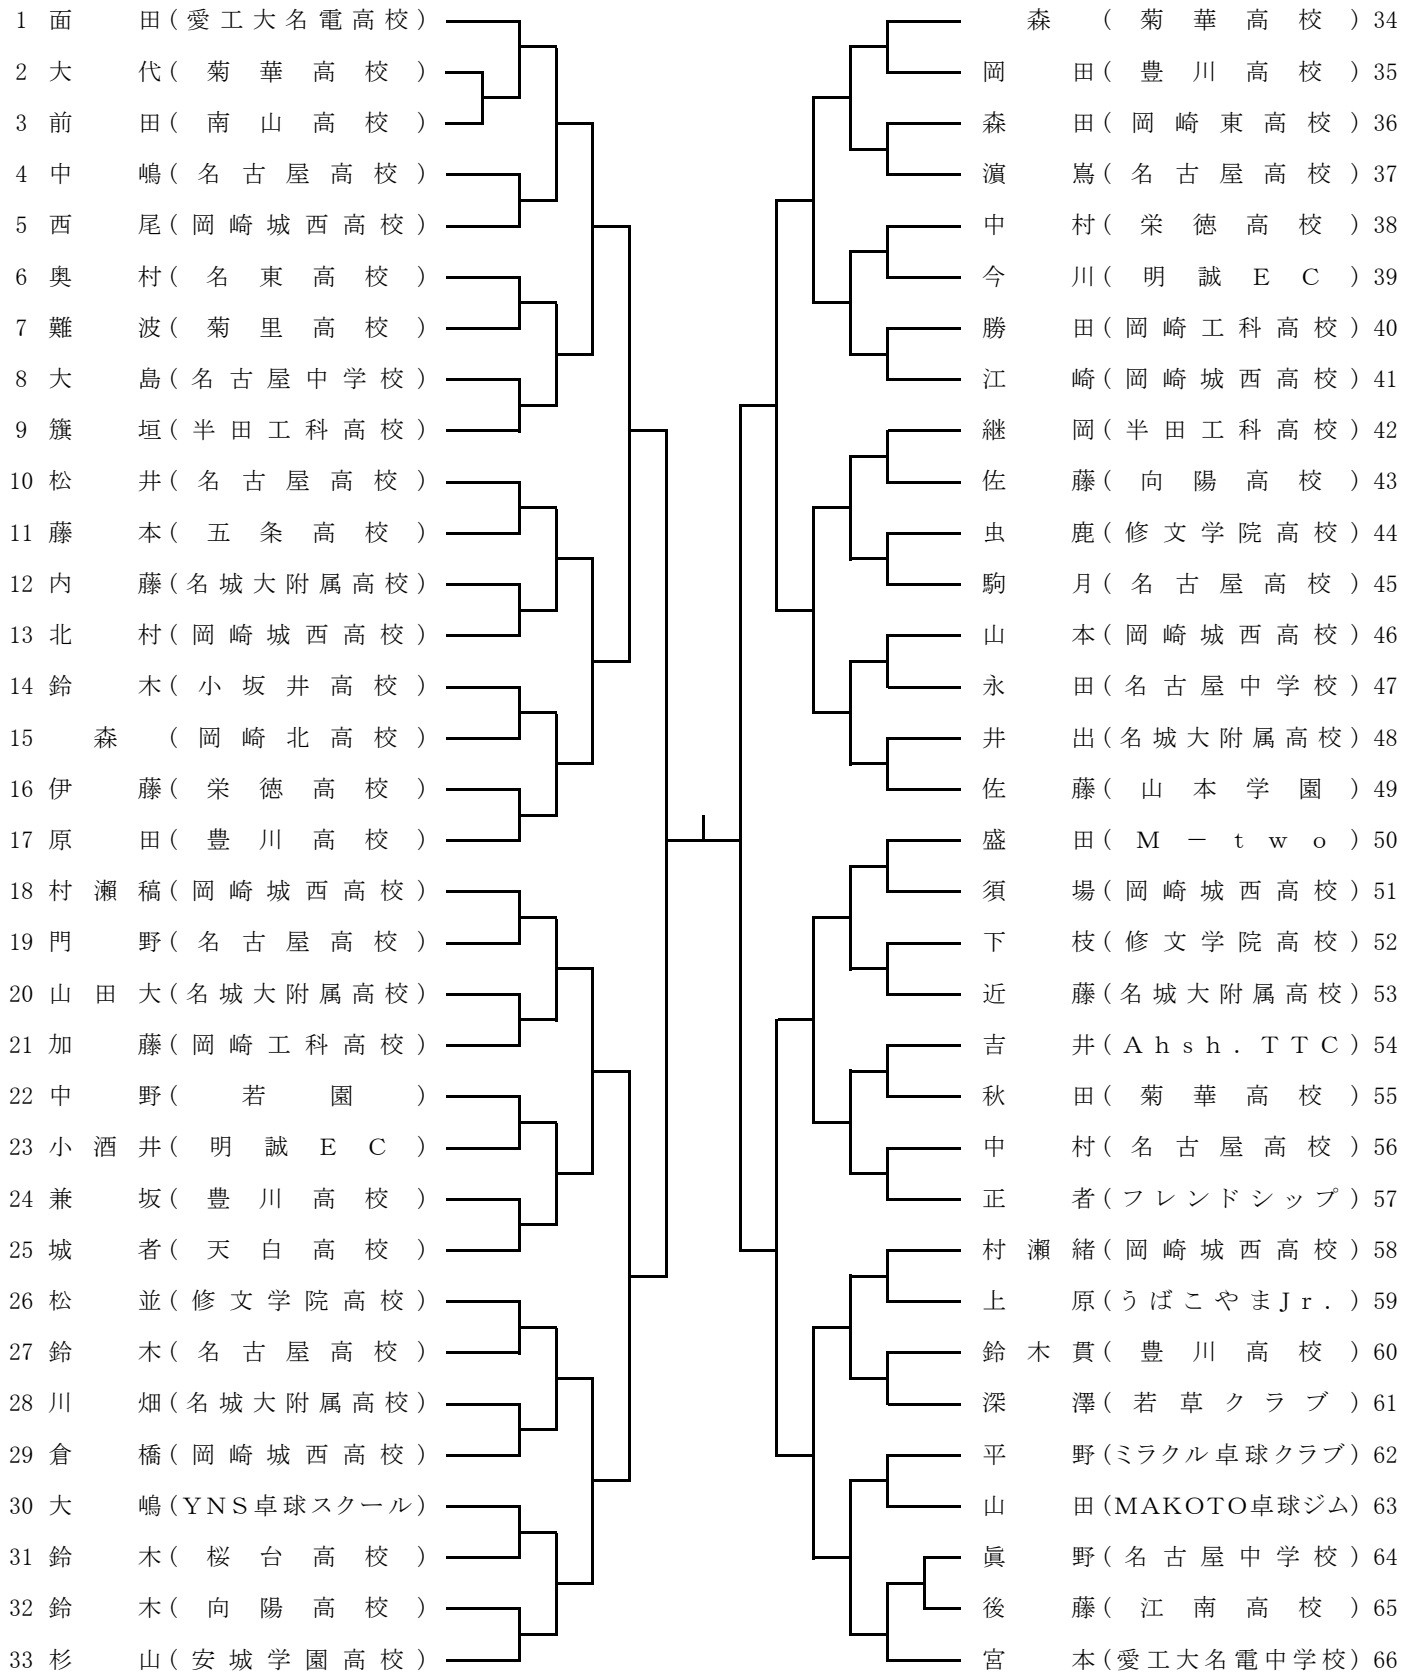 1 面田(愛工大名電高校)
2 大代(菊華高校)
3 前田(南山高校)
4 中嶋(名古屋高校)
5 西尾(岡崎城西高校)
6 奥村(名東高校)
7 難波(菊里高校)
8 大島(名古屋中学校)
9 籏垣(半田工科高校)
10 松井(名古屋高校)
11 藤本(五条高校)
12 内藤(名城大附属高校)
13 北村(岡崎城西高校)
14 鈴木(小坂井高校)
15 森(岡崎北高校)
16 伊藤(栄徳高校)
17 原田(豊川高校)
18 村瀬稿(岡崎城西高校)
19 門野(名古屋高校)
20 山田大(名城大附属高校)
21 加藤(岡崎工科高校)
22 中野(若園)
23 小酒井(明誠EC)
24 兼坂(豊川高校)
25 城者(天白高校)
26 松並(修文学院高校)
27 鈴木(名古屋高校)
28 川畑(名城大附属高校)
29 倉橋(岡崎城西高校)
30 大嶋(YNS卓球スクール)
31 鈴木(桜台高校)
32 鈴木(向陽高校)
33 杉山(安城学園高校)
森(菊華高校)34
岡田(豊川高校)35
森田(岡崎東高校)36
濵嶌(名古屋高校)37
中村(栄徳高校)38
今川(明誠EC)39
勝田(岡崎工科高校)40
江崎(岡崎城西高校)41
継岡(半田工科高校)42
佐藤(向陽高校)43
虫鹿(修文学院高校)44
駒月(名古屋高校)45
山本(岡崎城西高校)46
永田(名古屋中学校)47
井出(名城大附属高校)48
佐藤(山本学園)49
盛田(M－two)50
須場(岡崎城西高校)51
下枝(修文学院高校)52
近藤(名城大附属高校)53
吉井(Ahsh.TTC)54
秋田(菊華高校)55
中村(名古屋高校)56
正者(フレンドシップ)57
村瀬緒(岡崎城西高校)58
上原(うばこやまJr.)59
鈴木貫(豊川高校)60
深澤(若草クラブ)61
平野(ミラクル卓球クラブ)62
山田(MAKOTO卓球ジム)63
眞野(名古屋中学校)64
後藤(江南高校)65
宮本(愛工大名電中学校)66